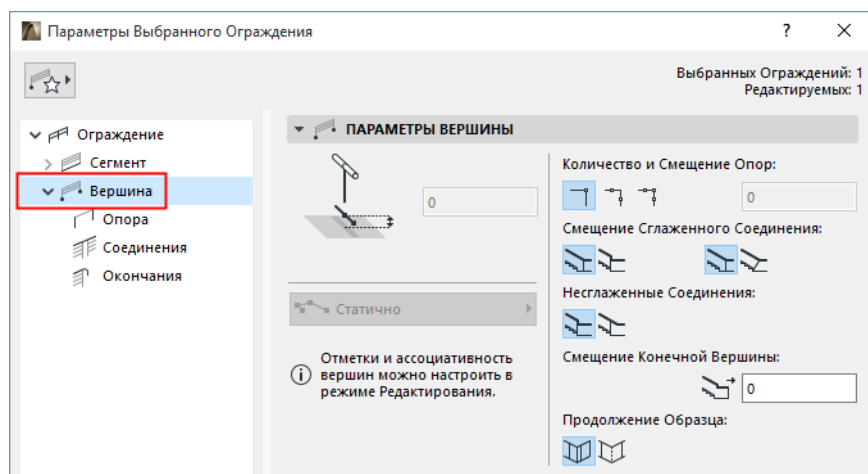 Параметры Выбранного Ограждения
?
Выбранных Ограждений: 1
Редактируемых: 1
Ограждение
Сегмент
Вершина
Опора
Соединения
Окончания
ПАРАМЕТРЫ ВЕРШИНЫ
0
Статично
Отметки и ассоциативность
вершин можно настроить в
режиме Редактирования.
Количество и Смещение Опор:
0
Смещение Сглаженного Соединения:
Несглаженные Соединения:
Смещение Конечной Вершины:
0
Продолжение Образца: